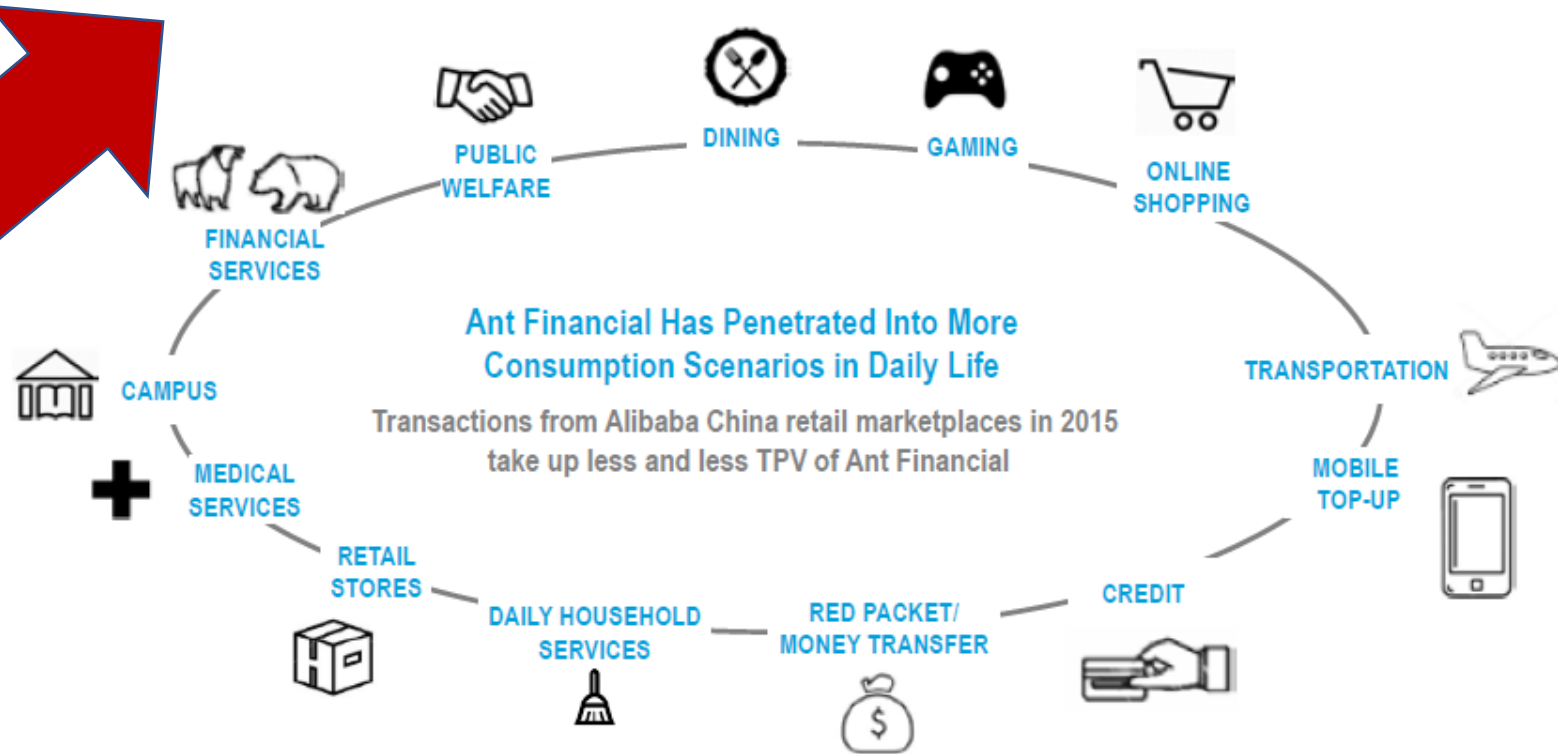 DINING
GAMING
PUBLIC
WELFARE
ONLINE
SHOPPING
FINANCIAL
SERVICES
Ant Financial Has Penetrated Into More
Consumption Scenarios in Daily Life
TRANSPORTATION
CAMPUS
Transactions from Alibaba China retail marketplaces in 2015
take up less and less TPV of Ant Financial
MEDICAL
SERVICES
MOBILE
TOP-UP
RETAIL
STORES
CREDIT
DAILY HOUSEHOLD
SERVICES
RED PACKET/
MONEY TRANSFER
$